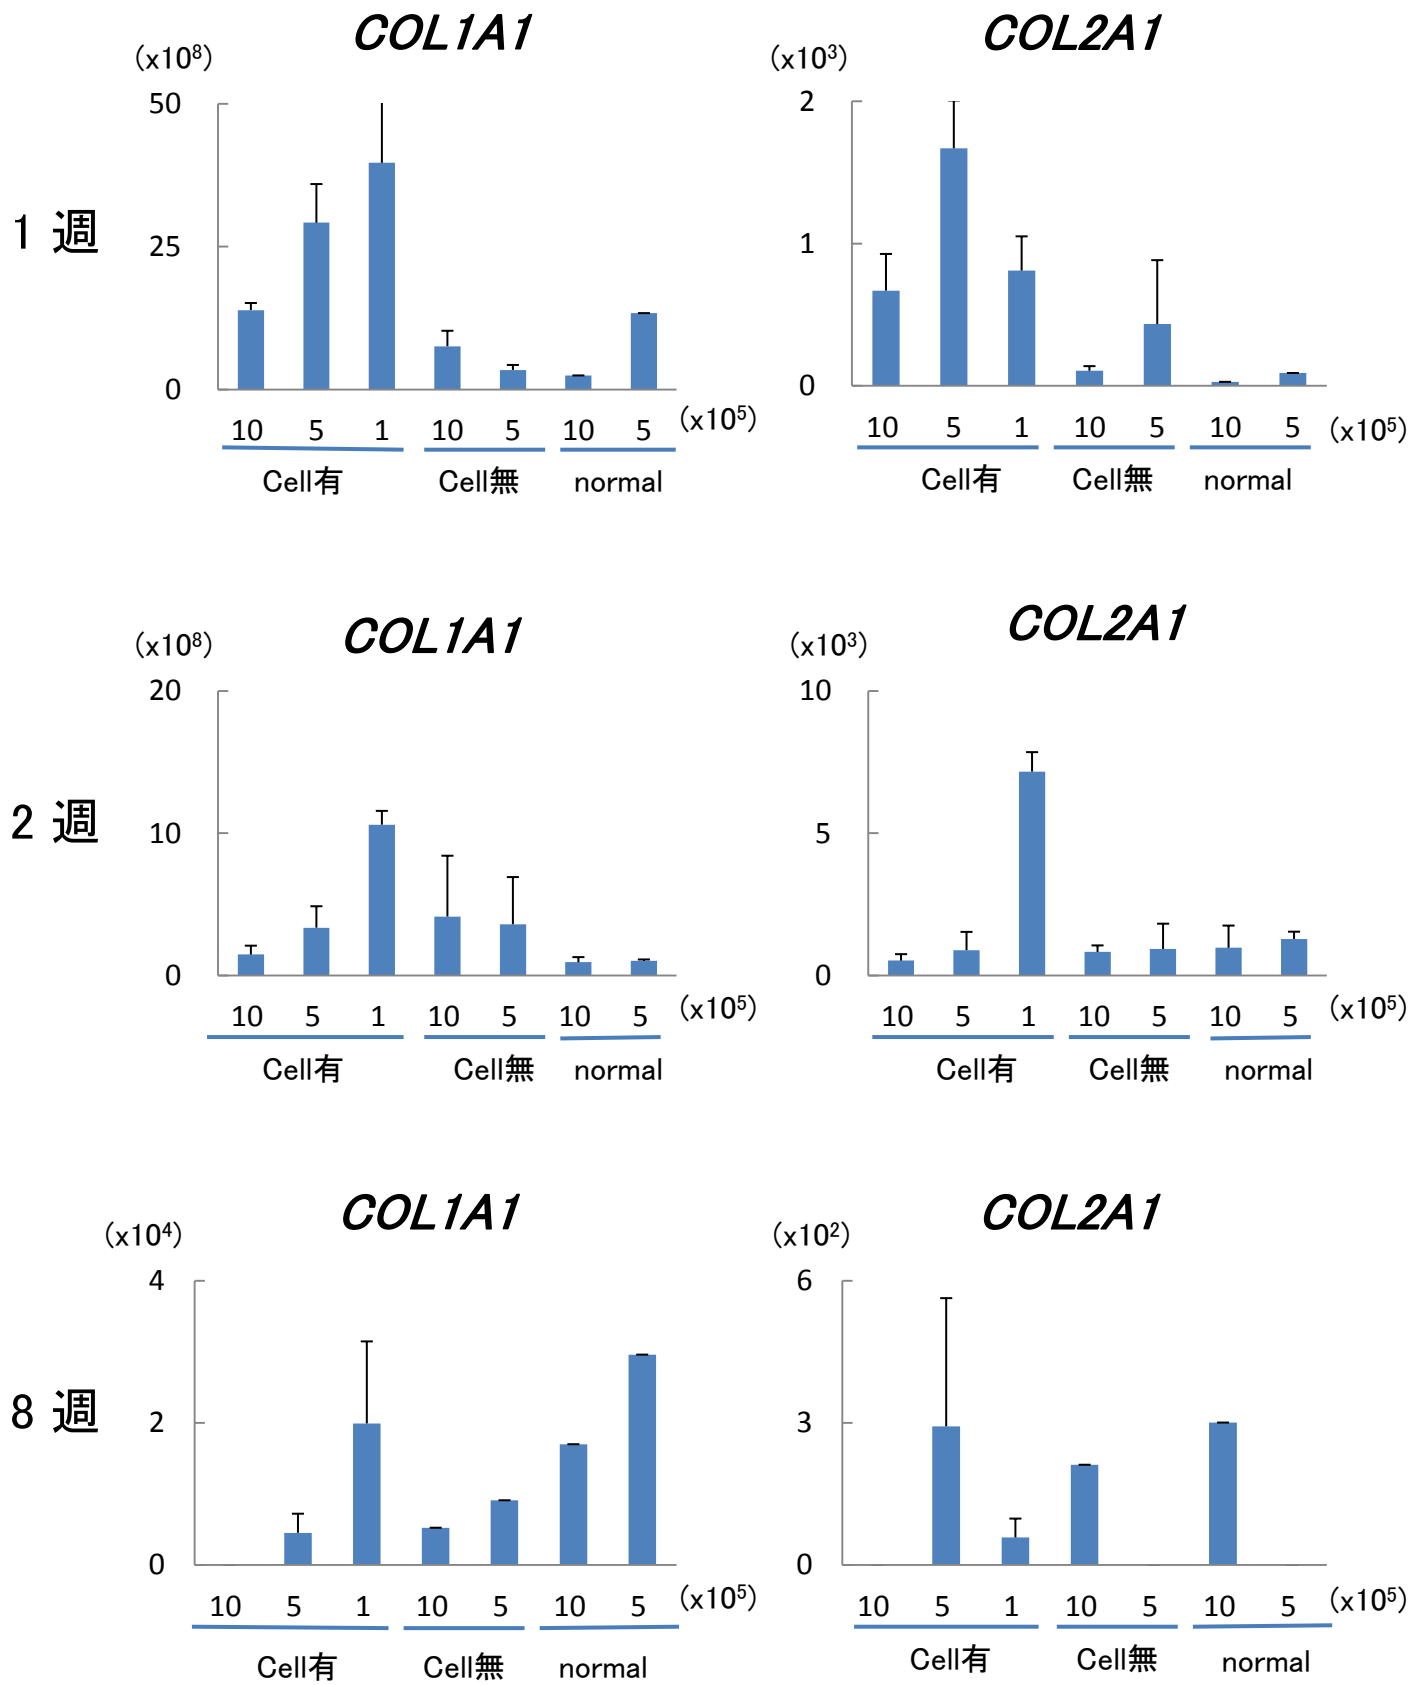 COL1A1
(x10⁸)
50
25
0
10 5 1 10 5 10 5 (x10⁵)
Cell有 Cell無 normal
COL2A1
(x10³)
2
1
0
10 5 1 10 5 10 5 (x10⁵)
Cell有 Cell無 normal
1 週
COL1A1
(x10⁸)
20
10
0
10 5 1 10 5 10 5 (x10⁵)
Cell有 Cell無 normal
COL2A1
(x10³)
10
5
0
10 5 1 10 5 10 5 (x10⁵)
Cell有 Cell無 normal
2 週
COL1A1
(x10⁴)
4
2
0
10 5 1 10 5 10 5 (x10⁵)
Cell有 Cell無 normal
COL2A1
(x10²)
6
3
0
10 5 1 10 5 10 5 (x10⁵)
Cell有 Cell無 normal
8 週